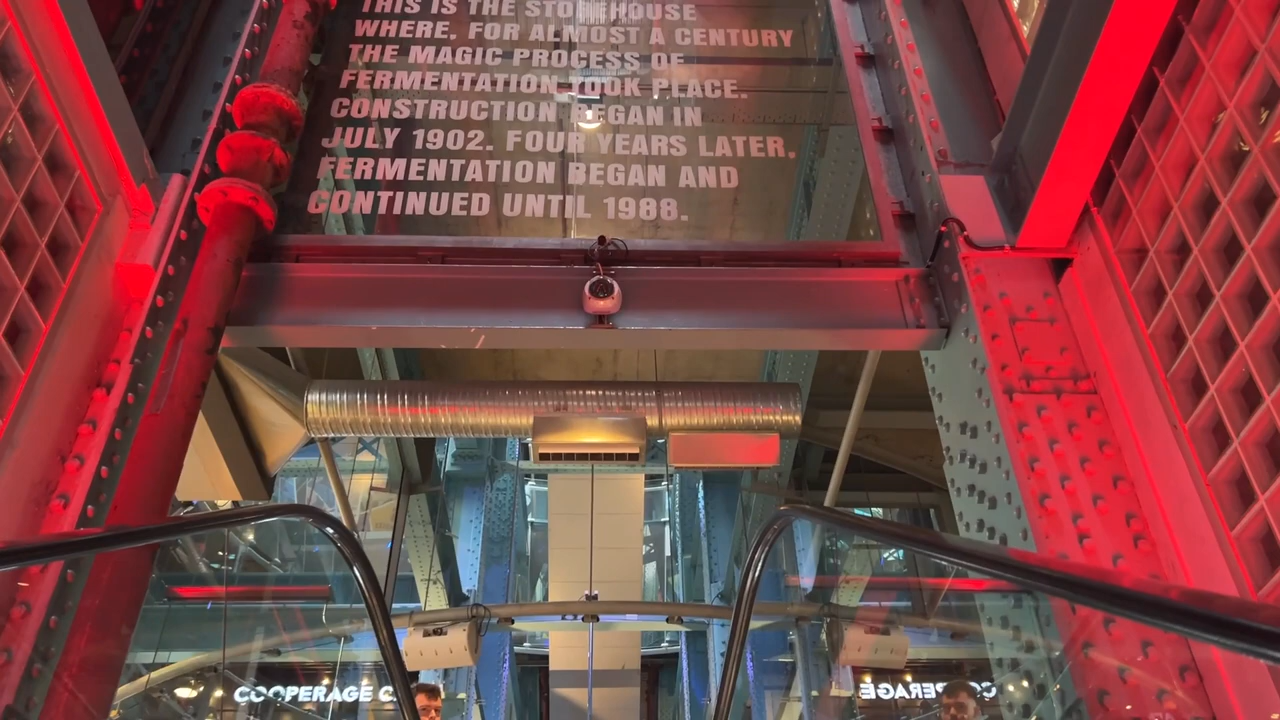 THIS IS THE STOREHOUSE
WHERE, FOR ALMOST A CENTURY
THE MAGIC PROCESS OF
FERMENTATION TOOK PLACE.
CONSTRUCTION BEGAN IN
JULY 1902. FOUR YEARS LATER,
FERMENTATION BEGAN AND
CONTINUED UNTIL 1988.
COOPERAGE C
COOPERAGE